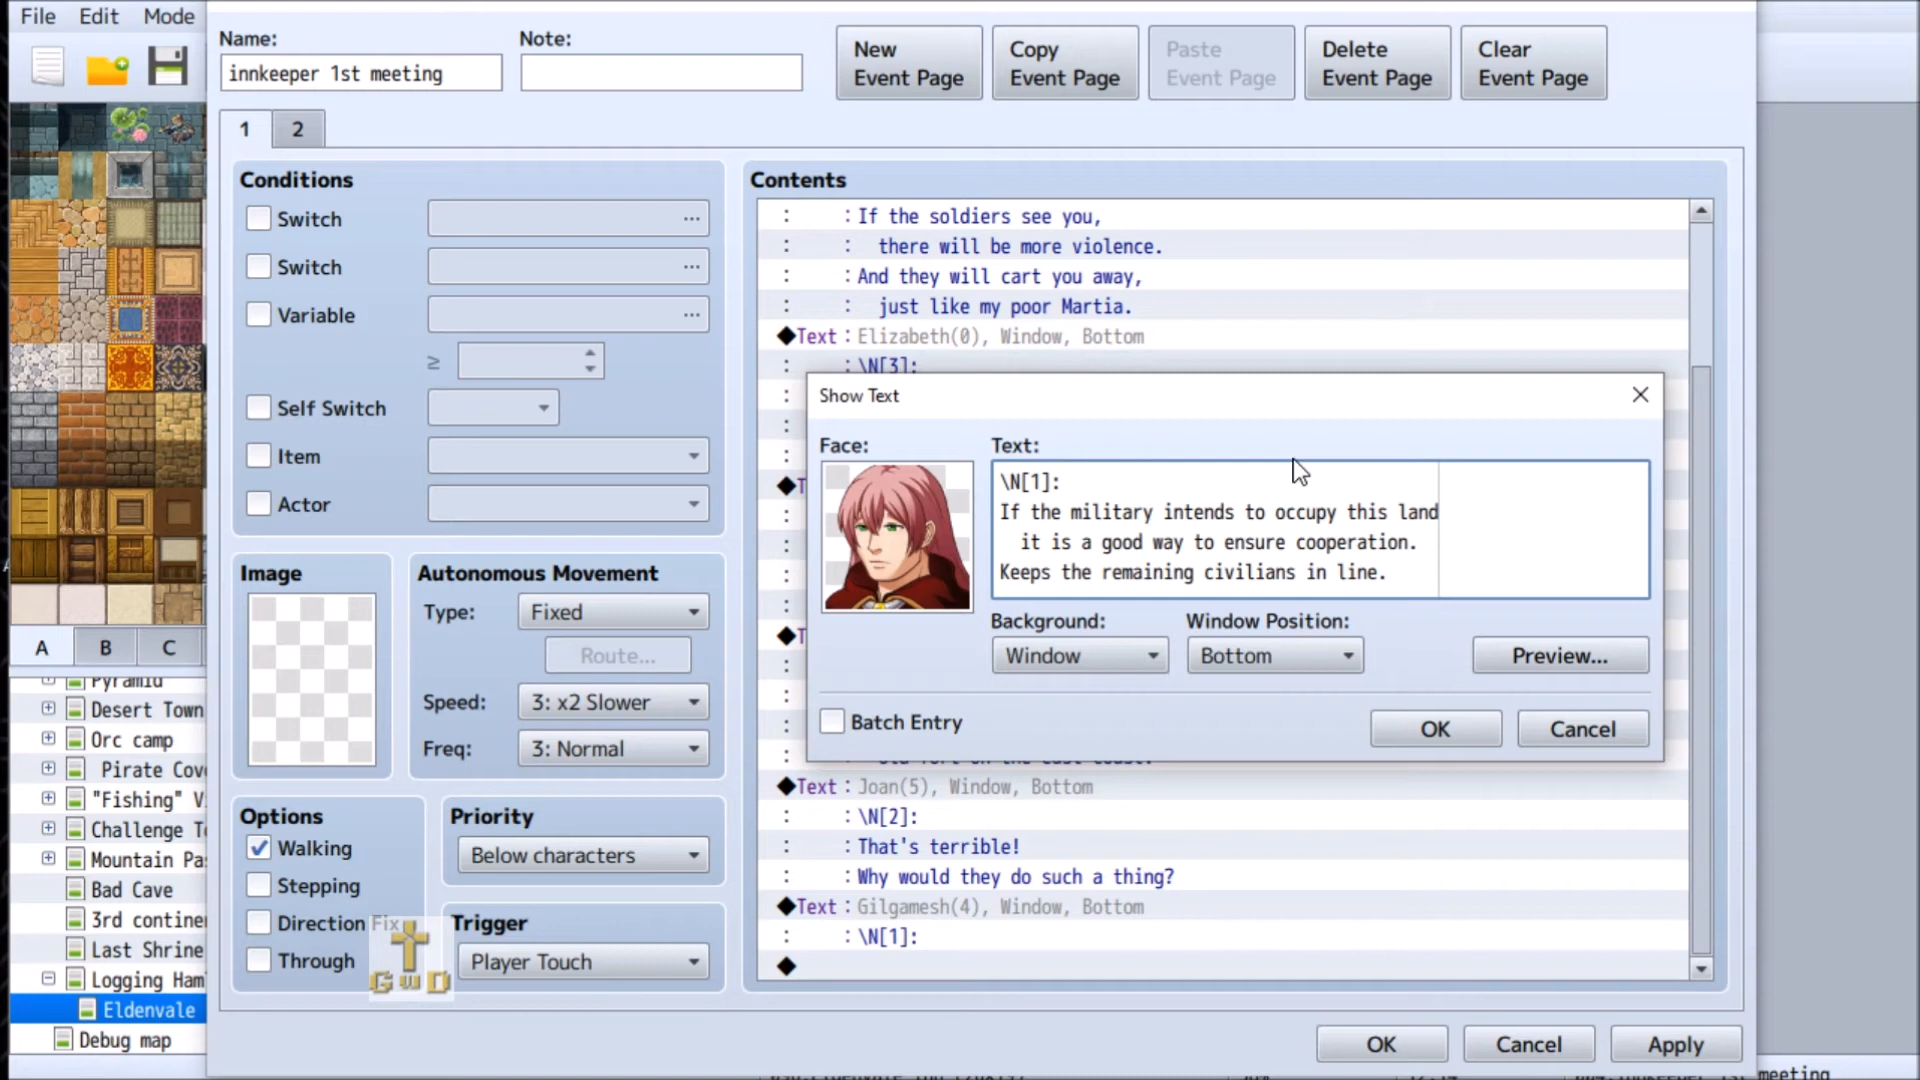 File Edit Mode
Name:
Note:
innkeeper 1st meeting
New Event Page
Copy Event Page
Paste Event Page
Delete Event Page
Clear Event Page
1
2
Conditions
Switch ...
Switch ...
Variable ...
≥
Self Switch
Item
Actor
Image
Autonomous Movement
Type: Fixed
Route...
Speed: 3: x2 Slower
Freq: 3: Normal
Options
Walking
Stepping
Direction Fix
Through
Priority
Below characters
Trigger
Player Touch
GWD
Contents
: : If the soldiers see you,
: : there will be more violence.
: : And they will cart you away,
: : just like my poor Martia.
◆Text : Elizabeth(0), Window, Bottom
: : \N[3]:
◆Text : Joan(5), Window, Bottom
: : \N[2]:
: : That's terrible!
: : Why would they do such a thing?
◆Text : Gilgamesh(4), Window, Bottom
: : \N[1]:
◆
Show Text
Face:
Text:
\N[1]:
If the military intends to occupy this land
it is a good way to ensure cooperation.
Keeps the remaining civilians in line.
Background:
Window Position:
Window
Bottom
Preview...
Batch Entry
OK
Cancel
A B C
Pyramid
Desert Town
Orc camp
Pirate Cov
"Fishing" V
Challenge T
Mountain Pa
Bad Cave
3rd contine
Last Shrine
Logging Ham
Eldenvale
Debug map
OK
Cancel
Apply